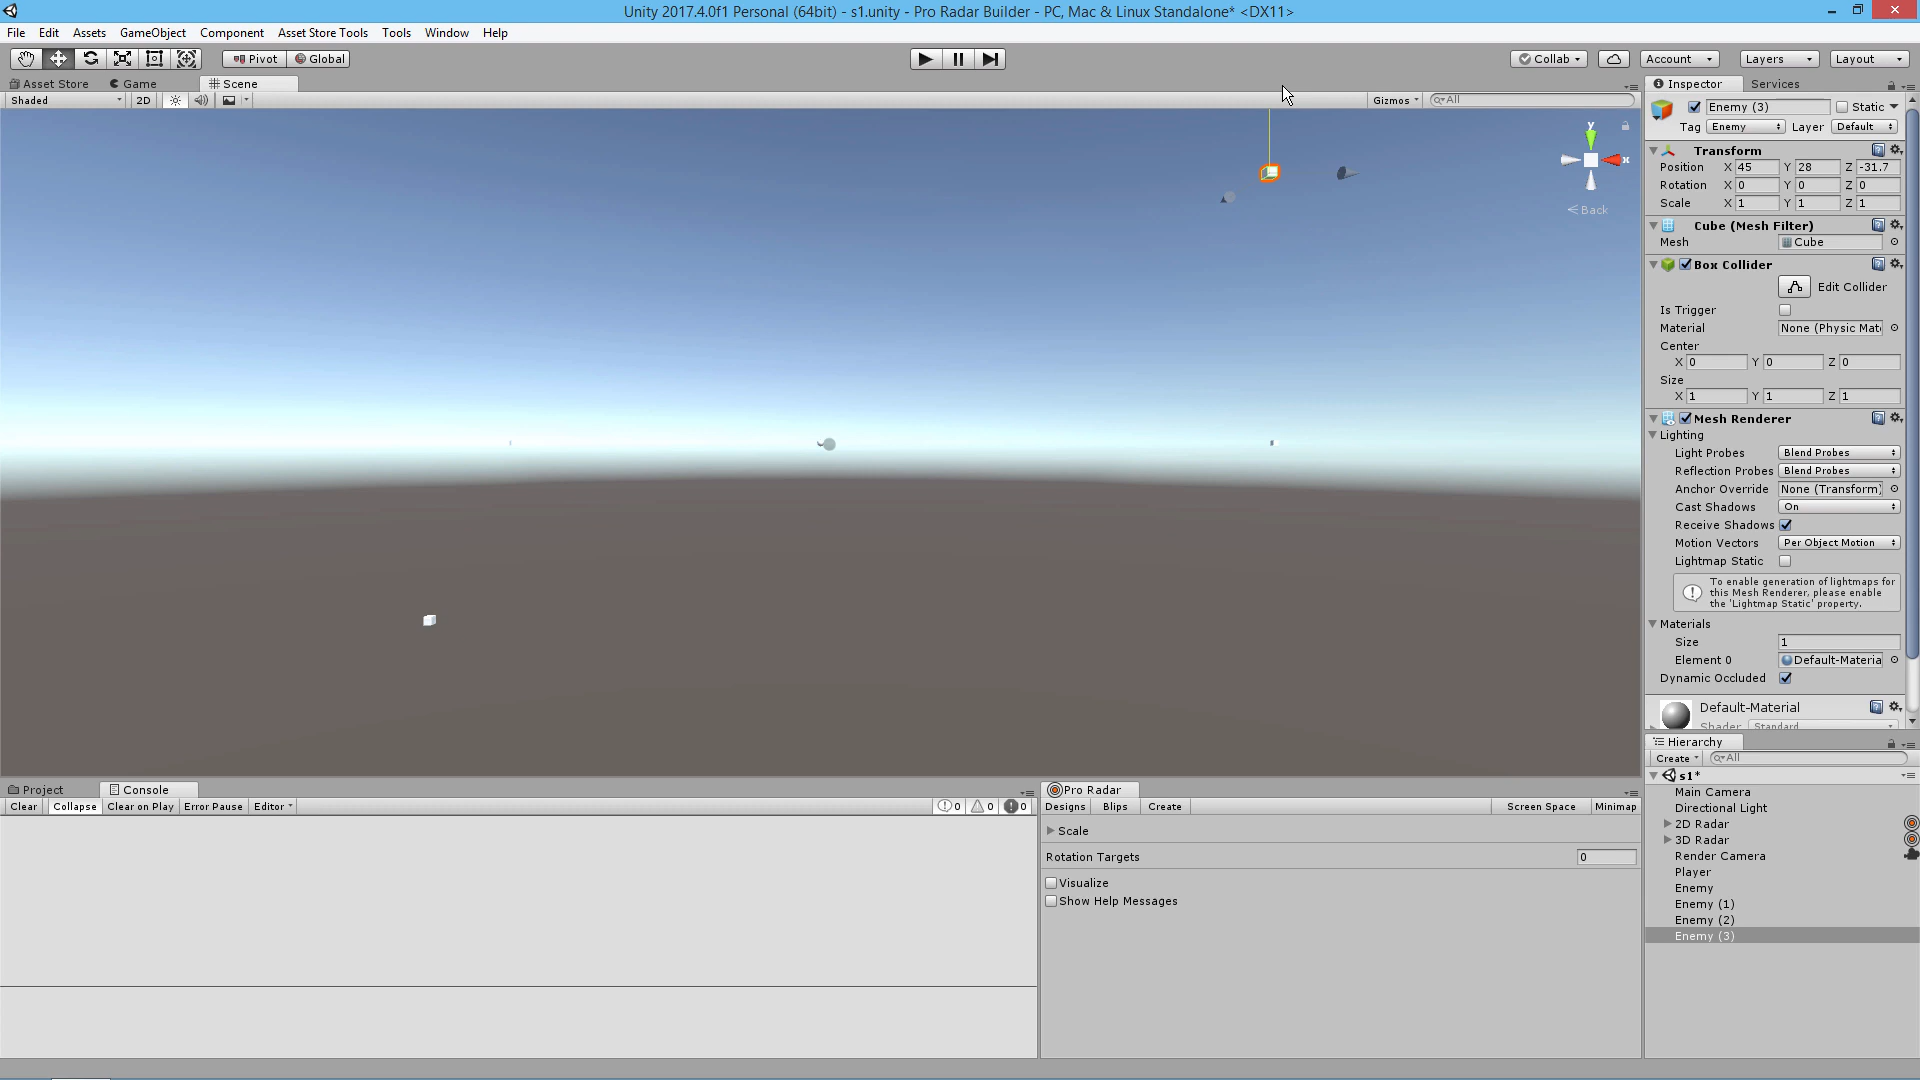 Unity 2017.4.0f1 Personal (64bit) - s1.unity - Pro Radar Builder - PC, Mac & Linux Standalone* <DX11>
File Edit Assets GameObject Component Asset Store Tools Tools Window Help
Pivot Global Collab Account Layers Layout
Asset Store Game Scene
Shaded 2D Gizmos All
y
x
Back
Inspector Services
Enemy (3) Static
Tag Enemy Layer Default
Transform
Position X 45 Y 28 Z -31.7
Rotation X 0 Y 0 Z 0
Scale X 1 Y 1 Z 1
Cube (Mesh Filter)
Mesh Cube
Box Collider
Edit Collider
Is Trigger
Material None (Physic Mat
Center
X 0 Y 0 Z 0
Size
X 1 Y 1 Z 1
Mesh Renderer
Lighting
Light Probes Blend Probes
Reflection Probes Blend Probes
Anchor Override None (Transform)
Cast Shadows On
Receive Shadows
Motion Vectors Per Object Motion
Lightmap Static
To enable generation of lightmaps for
this Mesh Renderer, please enable
the 'Lightmap Static' property.
Materials
Size 1
Element 0 Default-Materia
Dynamic Occluded
Default-Material
Shader Standard
Hierarchy
Create All
s1*
Main Camera
Directional Light
2D Radar
3D Radar
Render Camera
Player
Enemy
Enemy (1)
Enemy (2)
Enemy (3)
Project Console
Clear Collapse Clear on Play Error Pause Editor 0 0 0
Pro Radar
Designs Blips Create Screen Space Minimap
Scale
Rotation Targets 0
Visualize
Show Help Messages